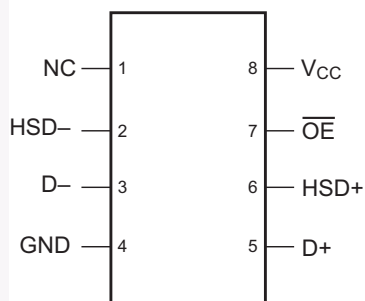 NC 1 8 VCC
HSD– 2 7 OE
D– 3 6 HSD+
GND 4 5 D+